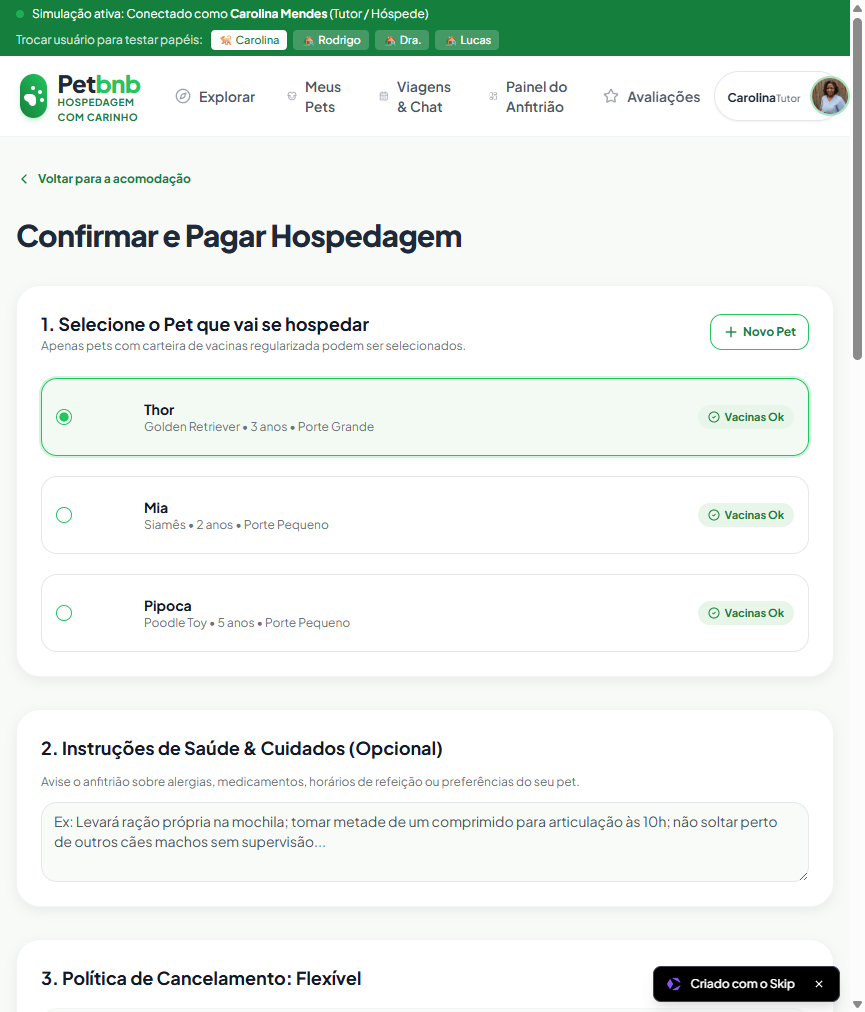 Simulação ativa: Conectado como Carolina Mendes (Tutor / Hóspede)
Trocar usuário para testar papéis: Carolina Rodrigo Dra. Lucas
Petbnb
HOSPEDAGEM
COM CARINHO
Explorar
Meus
Pets
Viagens
& Chat
Painel do
Anfitrião
Avaliações
Carolina Tutor
Voltar para a acomodação
Confirmar e Pagar Hospedagem
1. Selecione o Pet que vai se hospedar
Apenas pets com carteira de vacinas regularizada podem ser selecionados.
Novo Pet
Thor
Golden Retriever • 3 anos • Porte Grande
Vacinas Ok
Mia
Siamês • 2 anos • Porte Pequeno
Vacinas Ok
Pipoca
Poodle Toy • 5 anos • Porte Pequeno
Vacinas Ok
2. Instruções de Saúde & Cuidados (Opcional)
Avise o anfitrião sobre alergias, medicamentos, horários de refeição ou preferências do seu pet.
Ex: Levará ração própria na mochila; tomar metade de um comprimido para articulação às 10h; não soltar perto
de outros cães machos sem supervisão...
3. Política de Cancelamento: Flexível
Criado com o Skip